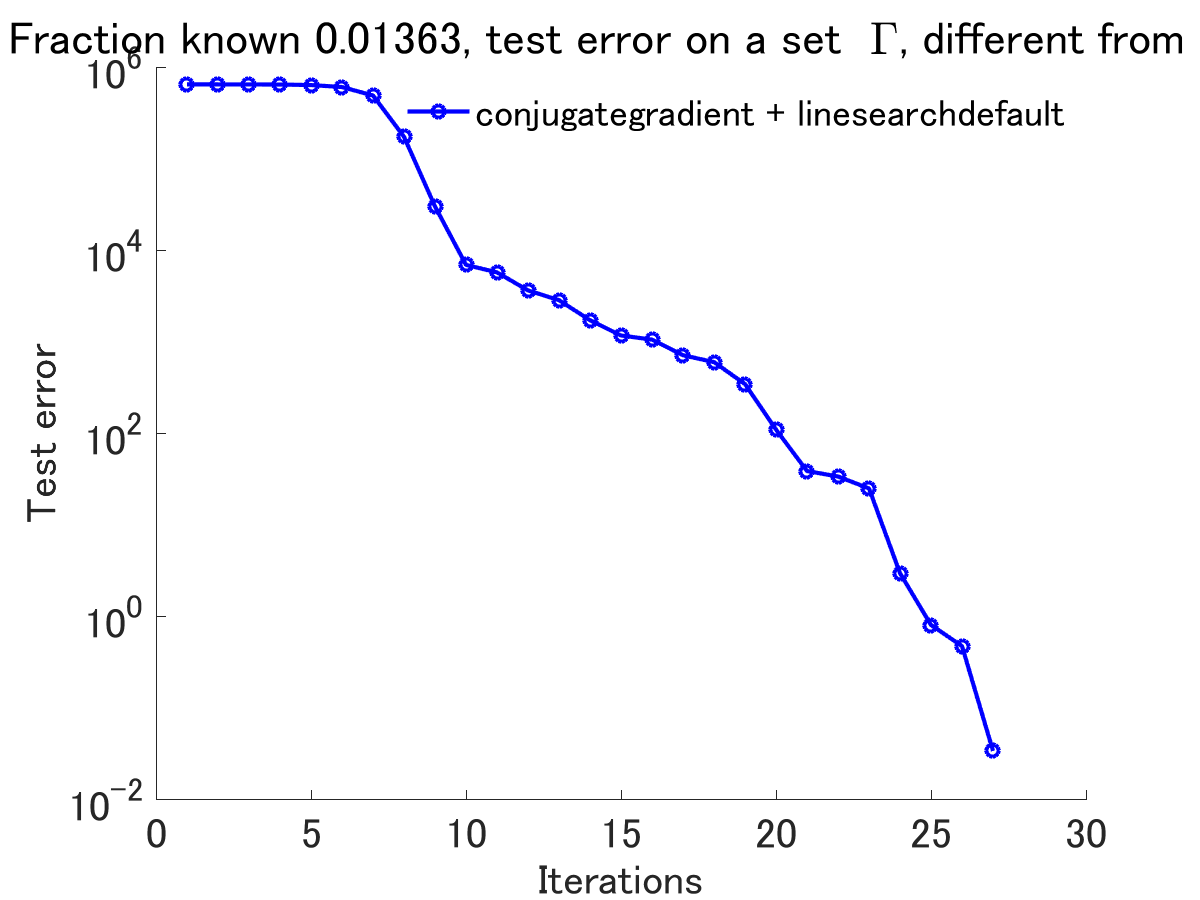 Fraction known 0.01363, test error on a set Γ, different from
10^6
conjugategradient + linesearchdefault
10^4
10^2
10^0
10^-2
Test error
0 5 10 15 20 25 30
Iterations